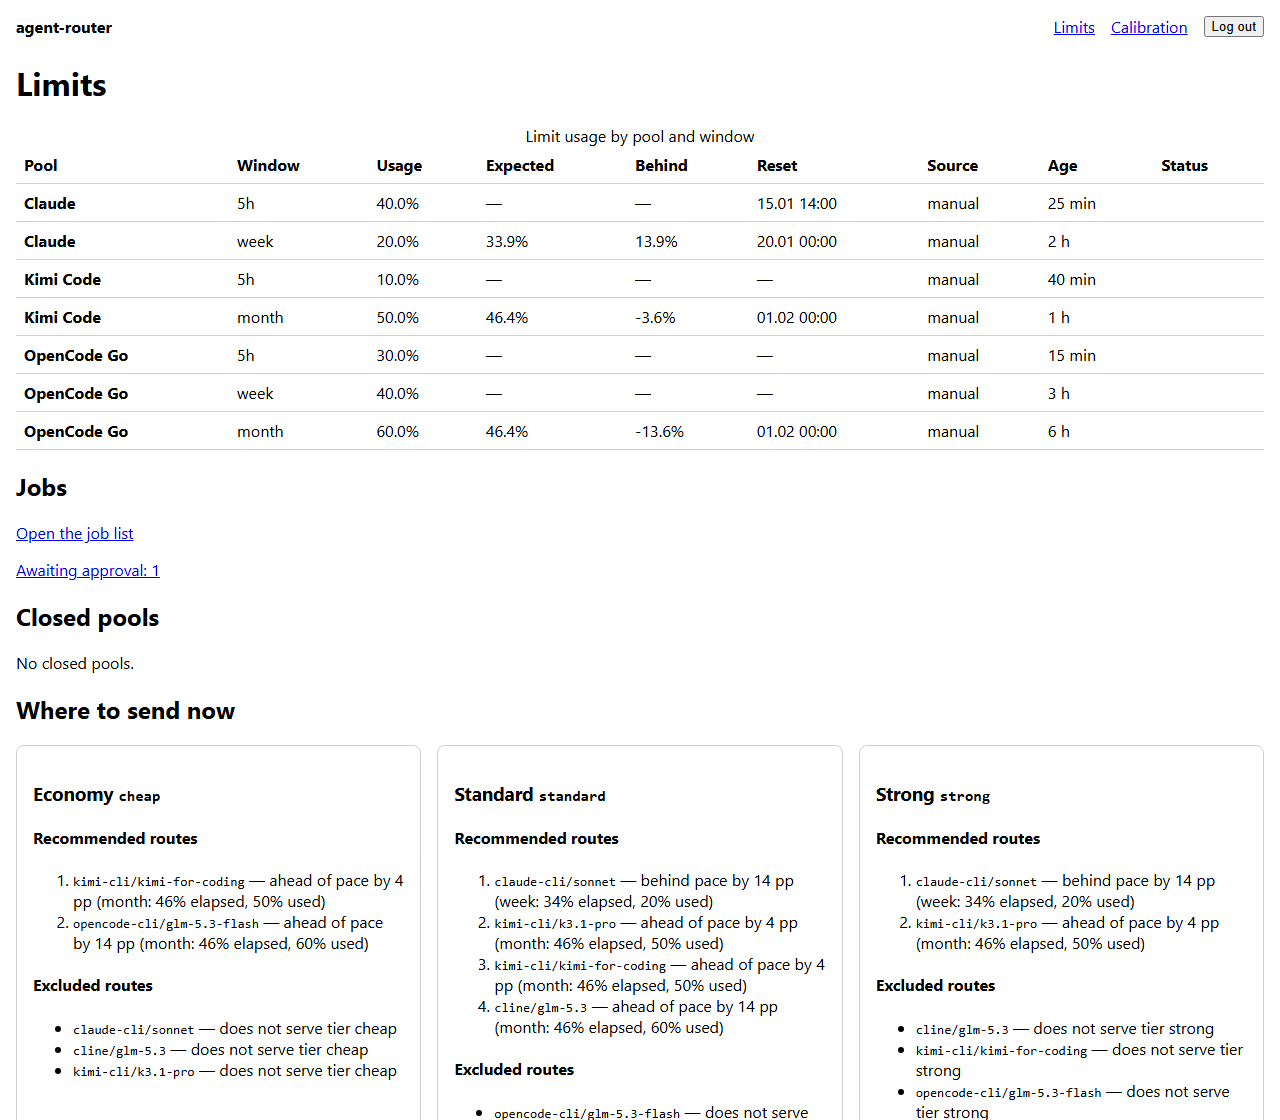 agent-router
Limits Calibration Log out
Limits
Limit usage by pool and window
Pool Window Usage Expected Behind Reset Source Age Status
Claude 5h 40.0% — — 15.01 14:00 manual 25 min
Claude week 20.0% 33.9% 13.9% 20.01 00:00 manual 2 h
Kimi Code 5h 10.0% — — — manual 40 min
Kimi Code month 50.0% 46.4% -3.6% 01.02 00:00 manual 1 h
OpenCode Go 5h 30.0% — — — manual 15 min
OpenCode Go week 40.0% — — — manual 3 h
OpenCode Go month 60.0% 46.4% -13.6% 01.02 00:00 manual 6 h
Jobs
Open the job list
Awaiting approval: 1
Closed pools
No closed pools.
Where to send now
Economy cheap
Recommended routes
1. kimi-cli/kimi-for-coding — ahead of pace by 4
pp (month: 46% elapsed, 50% used)
2. opencode-cli/glm-5.3-flash — ahead of pace
by 14 pp (month: 46% elapsed, 60% used)
Excluded routes
• claude-cli/sonnet — does not serve tier cheap
• cline/glm-5.3 — does not serve tier cheap
• kimi-cli/k3.1-pro — does not serve tier cheap
Standard standard
Recommended routes
1. claude-cli/sonnet — behind pace by 14 pp
(week: 34% elapsed, 20% used)
2. kimi-cli/k3.1-pro — ahead of pace by 4 pp
(month: 46% elapsed, 50% used)
3. kimi-cli/kimi-for-coding — ahead of pace by 4
pp (month: 46% elapsed, 50% used)
4. cline/glm-5.3 — ahead of pace by 14 pp
(month: 46% elapsed, 60% used)
Excluded routes
• opencode-cli/glm-5.3-flash — does not serve
Strong strong
Recommended routes
1. claude-cli/sonnet — behind pace by 14 pp
(week: 34% elapsed, 20% used)
2. kimi-cli/k3.1-pro — ahead of pace by 4 pp
(month: 46% elapsed, 50% used)
Excluded routes
• cline/glm-5.3 — does not serve tier strong
• kimi-cli/kimi-for-coding — does not serve tier
strong
• opencode-cli/glm-5.3-flash — does not serve
tier strong